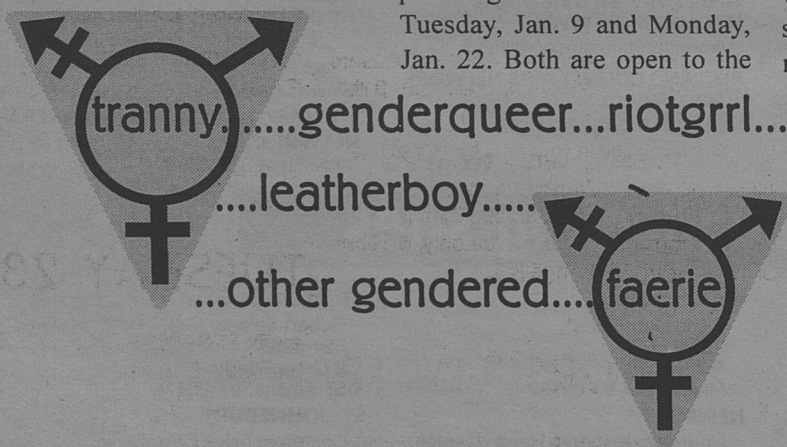 Tuesday, Jan. 9 and Monday,
Jan. 22. Both are open to the
tranny.......genderqueer...riotgrrl...
....leatherboy.....
...other gendered....faerie